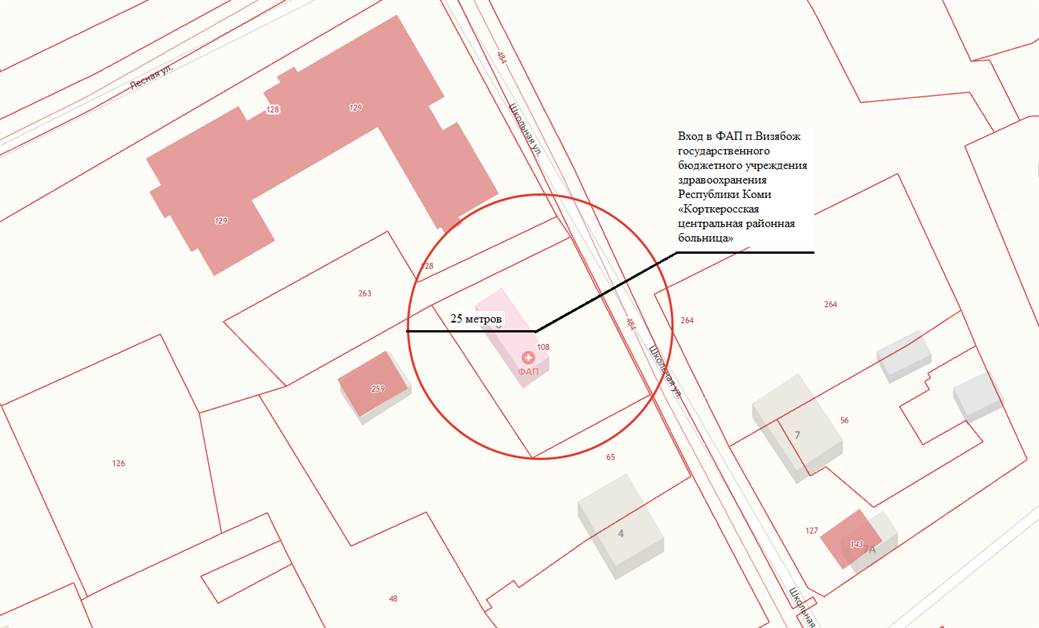 484
Лесная ул.
128
129
Школьная ул.
Вход в ФАП п.Визябож
государственного
бюджетного учреждения
здравоохранения
Республики Коми
«Корткеросская
центральная районная
больница»
129
128
263
264
264
25 метров
484
108
ФАП
Школьная ул.
259
56
7
65
126
127
4
143
7А
48
Школьная